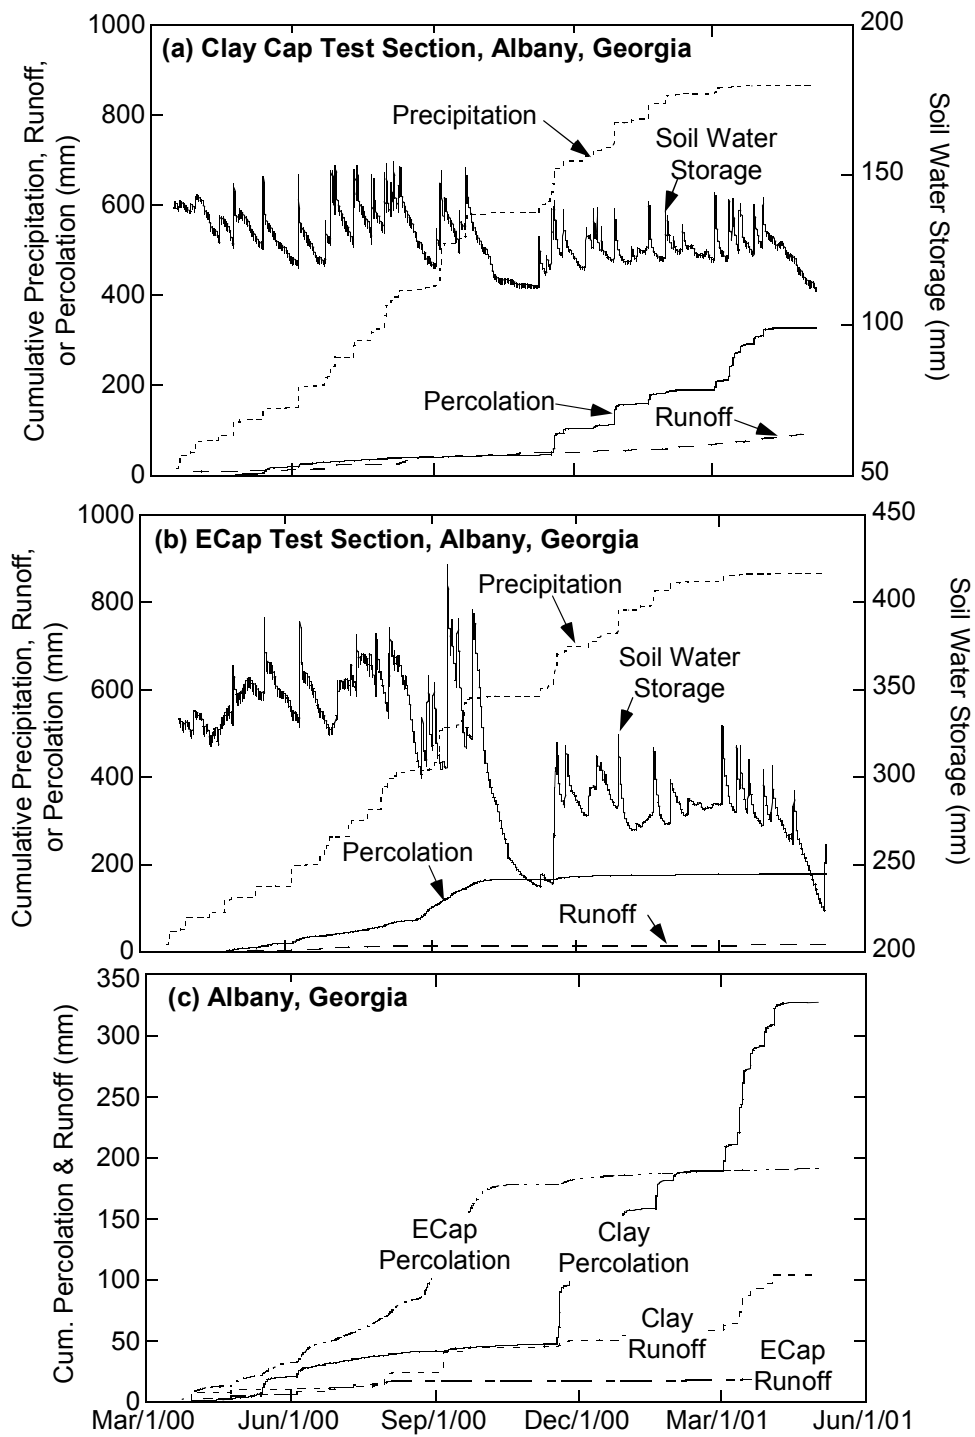 (a) Clay Cap Test Section, Albany, Georgia
Cumulative Precipitation, Runoff,
or Percolation (mm)
1000
800
600
400
200
0
200
150
100
50
Soil Water Storage (mm)
Precipitation
Soil Water
Storage
Percolation
Runoff
(b) ECap Test Section, Albany, Georgia
Cumulative Precipitation, Runoff,
or Percolation (mm)
1000
800
600
400
200
0
450
400
350
300
250
200
Soil Water Storage (mm)
Precipitation
Soil Water
Storage
Percolation
Runoff
(c) Albany, Georgia
Cum. Percolation & Runoff (mm)
350
300
250
200
150
100
50
0
ECap
Percolation
Clay
Percolation
Clay
Runoff
ECap
Runoff
Mar/1/00 Jun/1/00 Sep/1/00 Dec/1/00 Mar/1/01 Jun/1/01